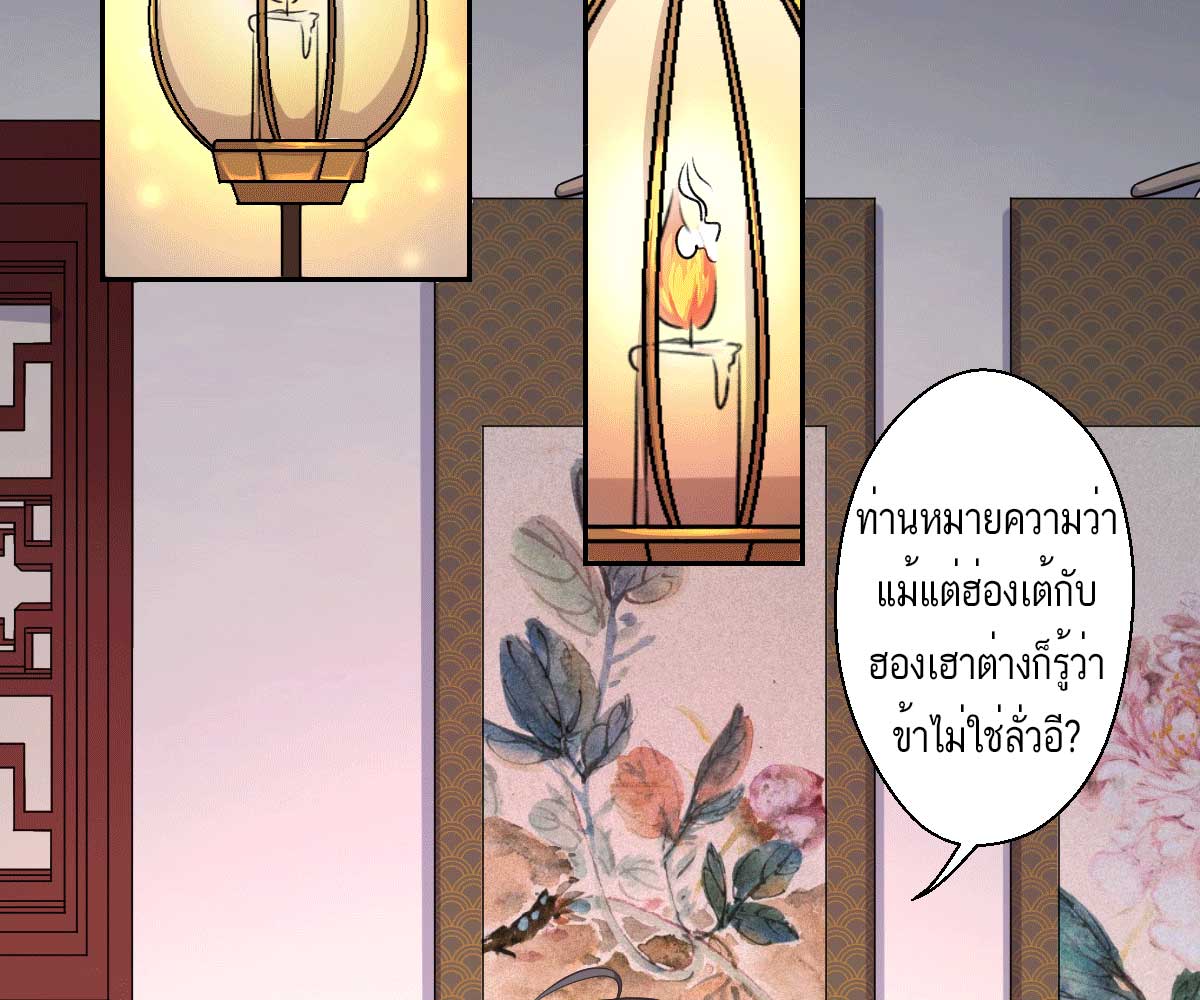 ท่านหมายความว่า
แม้แต่ฮ่องเต้กับ
ฮองเฮาต่างก็รู้ว่า
ข้าไม่ใช่ลั่วอี?